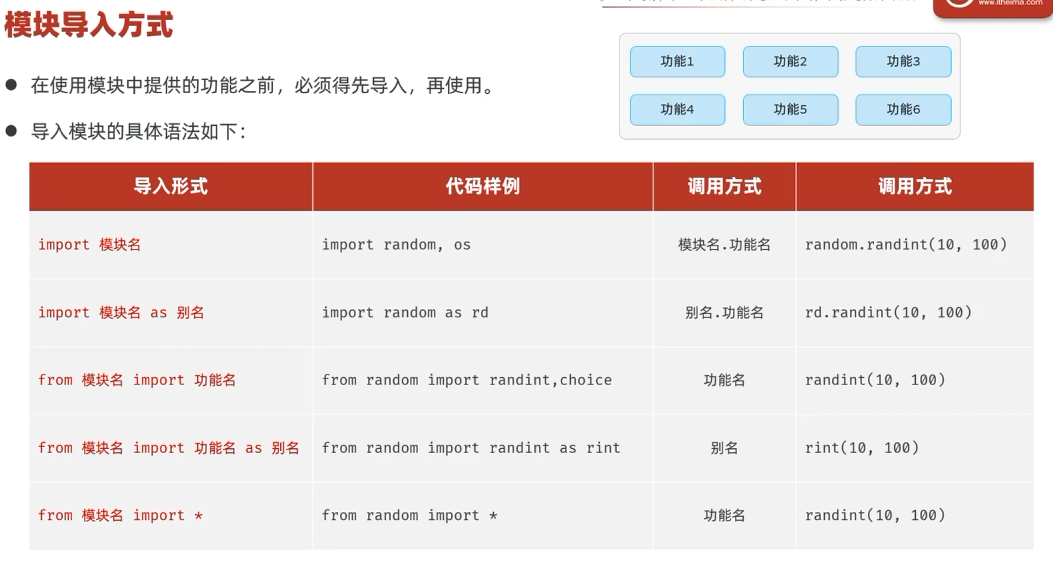 模块导入方式
www.itheima.com
功能1 功能2 功能3
功能4 功能5 功能6
● 在使用模块中提供的功能之前，必须得先导入，再使用。
● 导入模块的具体语法如下：
导入形式 代码样例 调用方式 调用方式
import 模块名 import random, os 模块名.功能名 random.randint(10, 100)
import 模块名 as 别名 import random as rd 别名.功能名 rd.randint(10, 100)
from 模块名 import 功能名 from random import randint,choice 功能名 randint(10, 100)
from 模块名 import 功能名 as 别名 from random import randint as rint 别名 rint(10, 100)
from 模块名 import * from random import * 功能名 randint(10, 100)